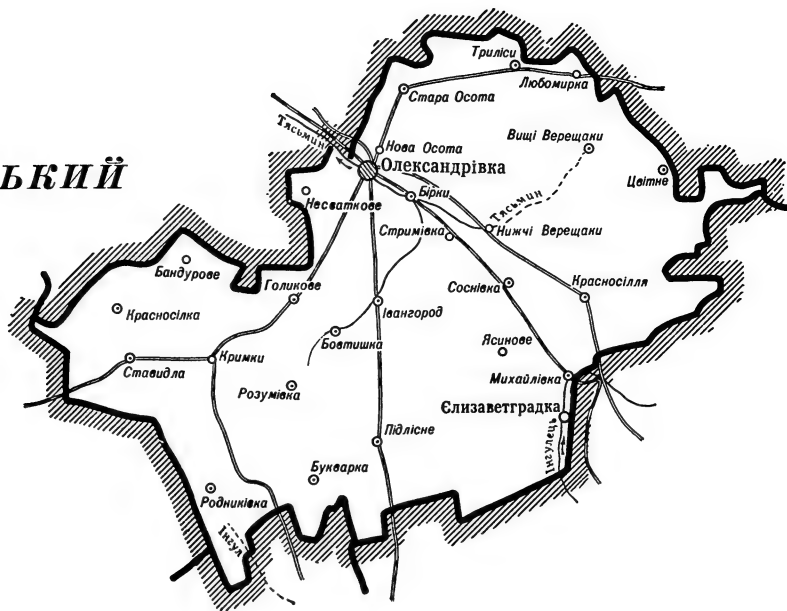 ЬКИЙ
Триліси
Любомирка
Стара Осота
Тясьмин
Нова Осота
Вищі Верещаки
Олександрівка
Цвітне
Бірки
Несваткове
Тясьмин
Стримівка
Нижчі Верещаки
Бандурове
Голикове
Соснівка
Красносілля
Красносілка
Івангород
Бовтишка
Ясинове
Ставидла
Кримки
Михайлівка
Розумівка
Єлизаветградка
Підлісне
Інгулець
Букварка
Родниківка
Інгул